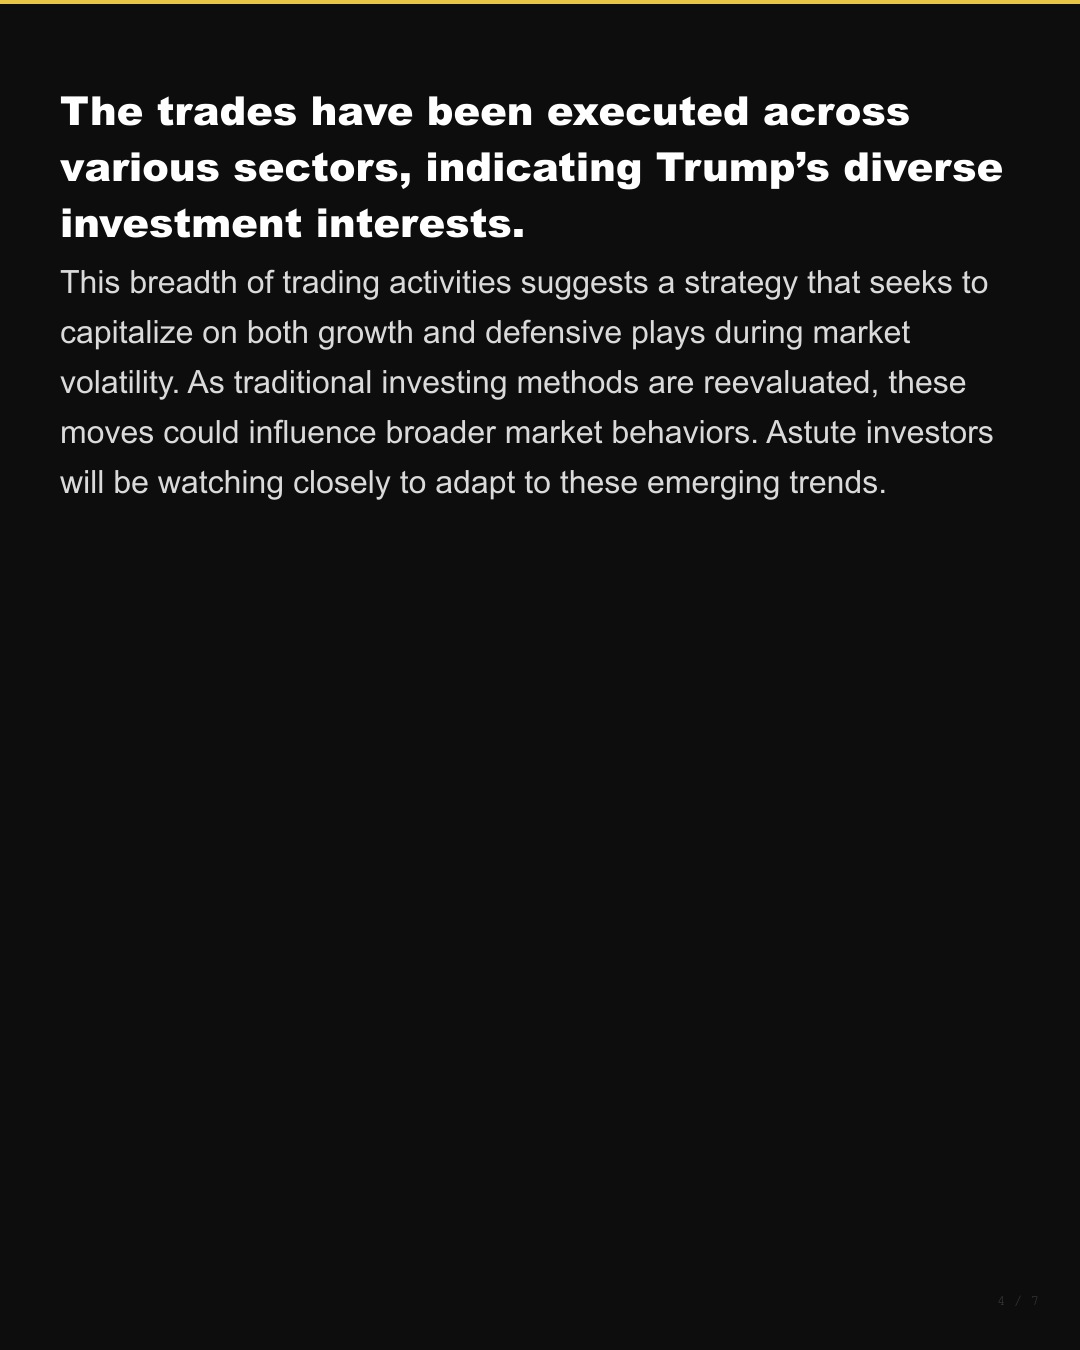 The trades have been executed across
various sectors, indicating Trump’s diverse
investment interests.
This breadth of trading activities suggests a strategy that seeks to
capitalize on both growth and defensive plays during market
volatility. As traditional investing methods are reevaluated, these
moves could influence broader market behaviors. Astute investors
will be watching closely to adapt to these emerging trends.
4 / 7